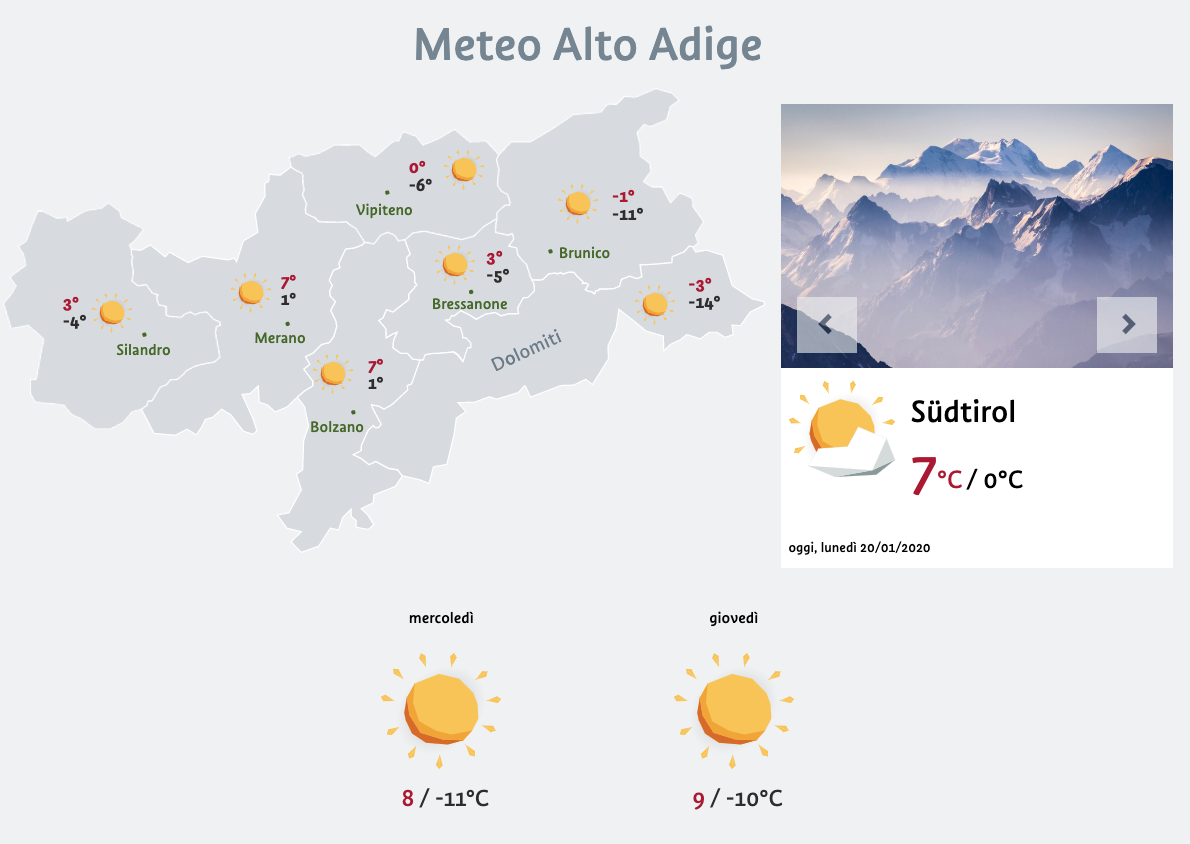 Meteo Alto Adige
0°
-6°
Vipiteno
-1°
-11°
Brunico
3°
-5°
Bressanone
-3°
-14°
7°
1°
Merano
3°
-4°
Silandro
Dolomiti
7°
1°
Bolzano
Südtirol
7°C / 0°C
oggi, lunedì 20/01/2020
mercoledì
giovedì
8 / -11°C
9 / -10°C